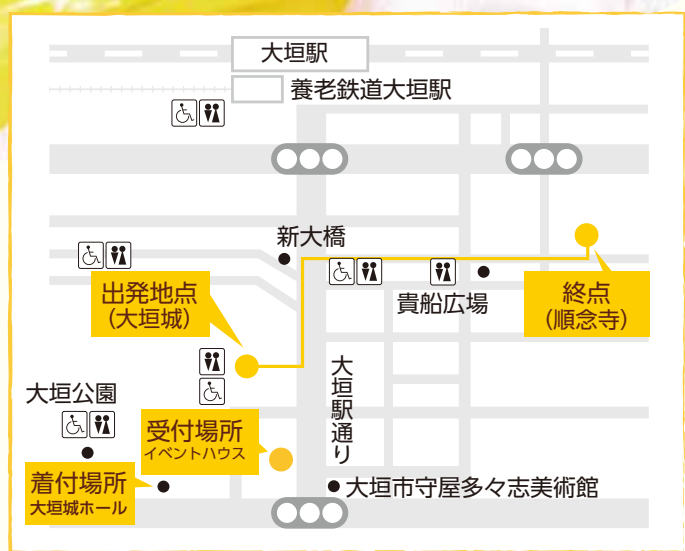 大垣駅
養老鉄道大垣駅
新大橋
出発地点
(大垣城)
貴船広場
終点
(順念寺)
大垣公園
大垣駅通り
受付場所
イベントハウス
着付場所
大垣城ホール
大垣市守屋多々志美術館